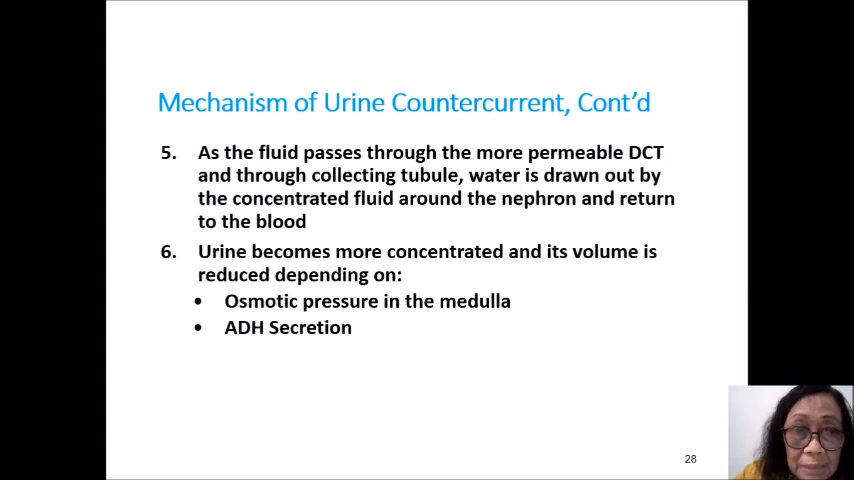 Mechanism of Urine Countercurrent, Cont’d
5. As the fluid passes through the more permeable DCT
and through collecting tubule, water is drawn out by
the concentrated fluid around the nephron and return
to the blood
6. Urine becomes more concentrated and its volume is
reduced depending on:
• Osmotic pressure in the medulla
• ADH Secretion
28